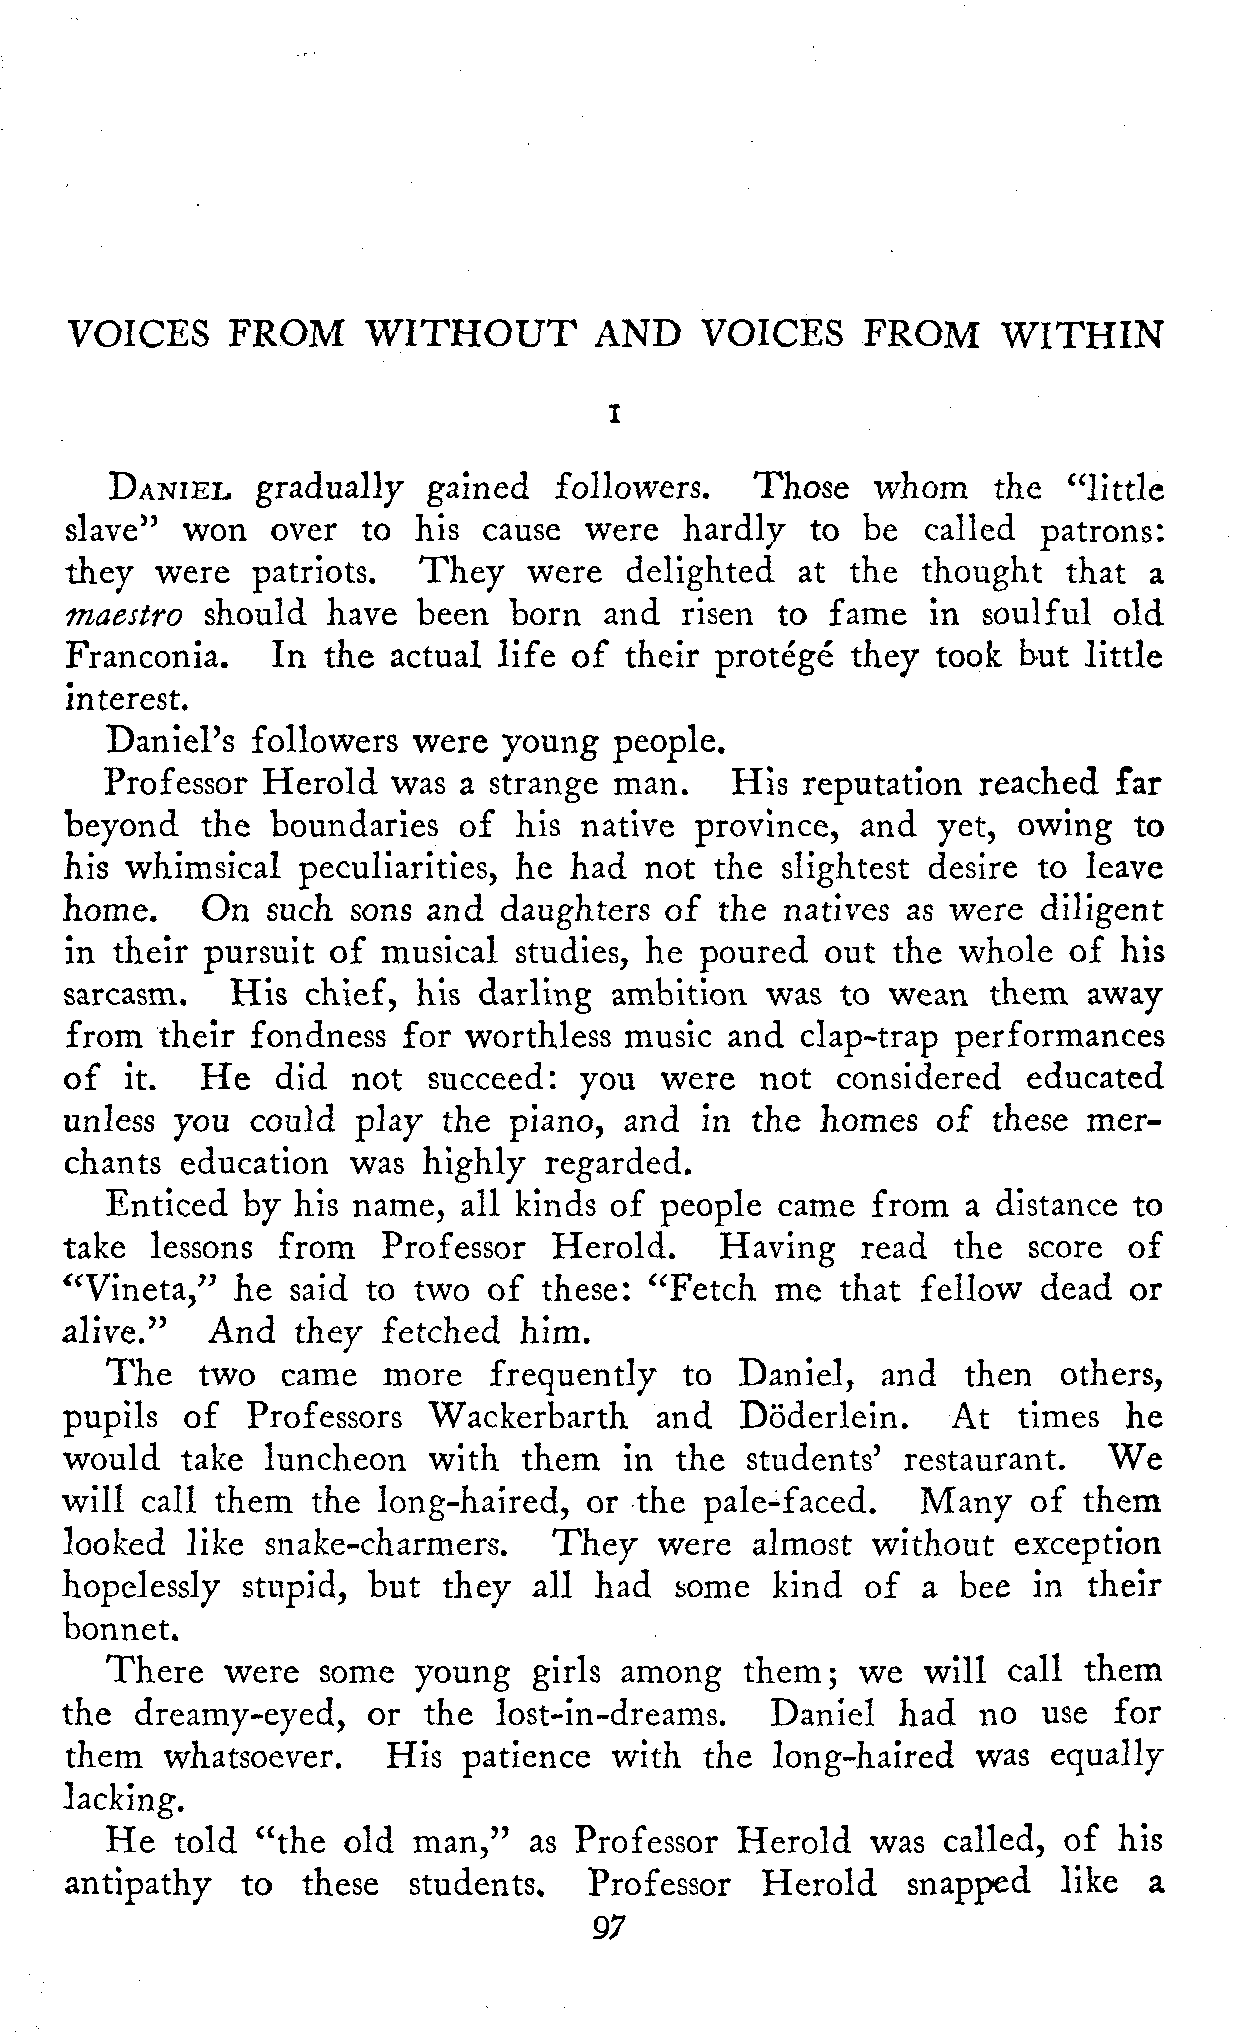 VOICES FROM WITHOUT AND VOICES FROM WITHIN
I
DANIEL gradually gained followers. Those whom the “little
slave” won over to his cause were hardly to be called patrons:
they were patriots. They were delighted at the thought that a
maestro should have been born and risen to fame in soulful old
Franconia. In the actual life of their protégé they took but little
interest.
Daniel’s followers were young people.
Professor Herold was a strange man. His reputation reached far
beyond the boundaries of his native province, and yet, owing to
his whimsical peculiarities, he had not the slightest desire to leave
home. On such sons and daughters of the natives as were diligent
in their pursuit of musical studies, he poured out the whole of his
sarcasm. His chief, his darling ambition was to wean them away
from their fondness for worthless music and clap-trap performances
of it. He did not succeed: you were not considered educated
unless you could play the piano, and in the homes of these mer-
chants education was highly regarded.
Enticed by his name, all kinds of people came from a distance to
take lessons from Professor Herold. Having read the score of
“Vineta,” he said to two of these: “Fetch me that fellow dead or
alive.” And they fetched him.
The two came more frequently to Daniel, and then others,
pupils of Professors Wackerbarth and Döderlein. At times he
would take luncheon with them in the students’ restaurant. We
will call them the long-haired, or the pale-faced. Many of them
looked like snake-charmers. They were almost without exception
hopelessly stupid, but they all had some kind of a bee in their
bonnet.
There were some young girls among them; we will call them
the dreamy-eyed, or the lost-in-dreams. Daniel had no use for
them whatsoever. His patience with the long-haired was equally
lacking.
He told “the old man,” as Professor Herold was called, of his
antipathy to these students. Professor Herold snapped like a
97